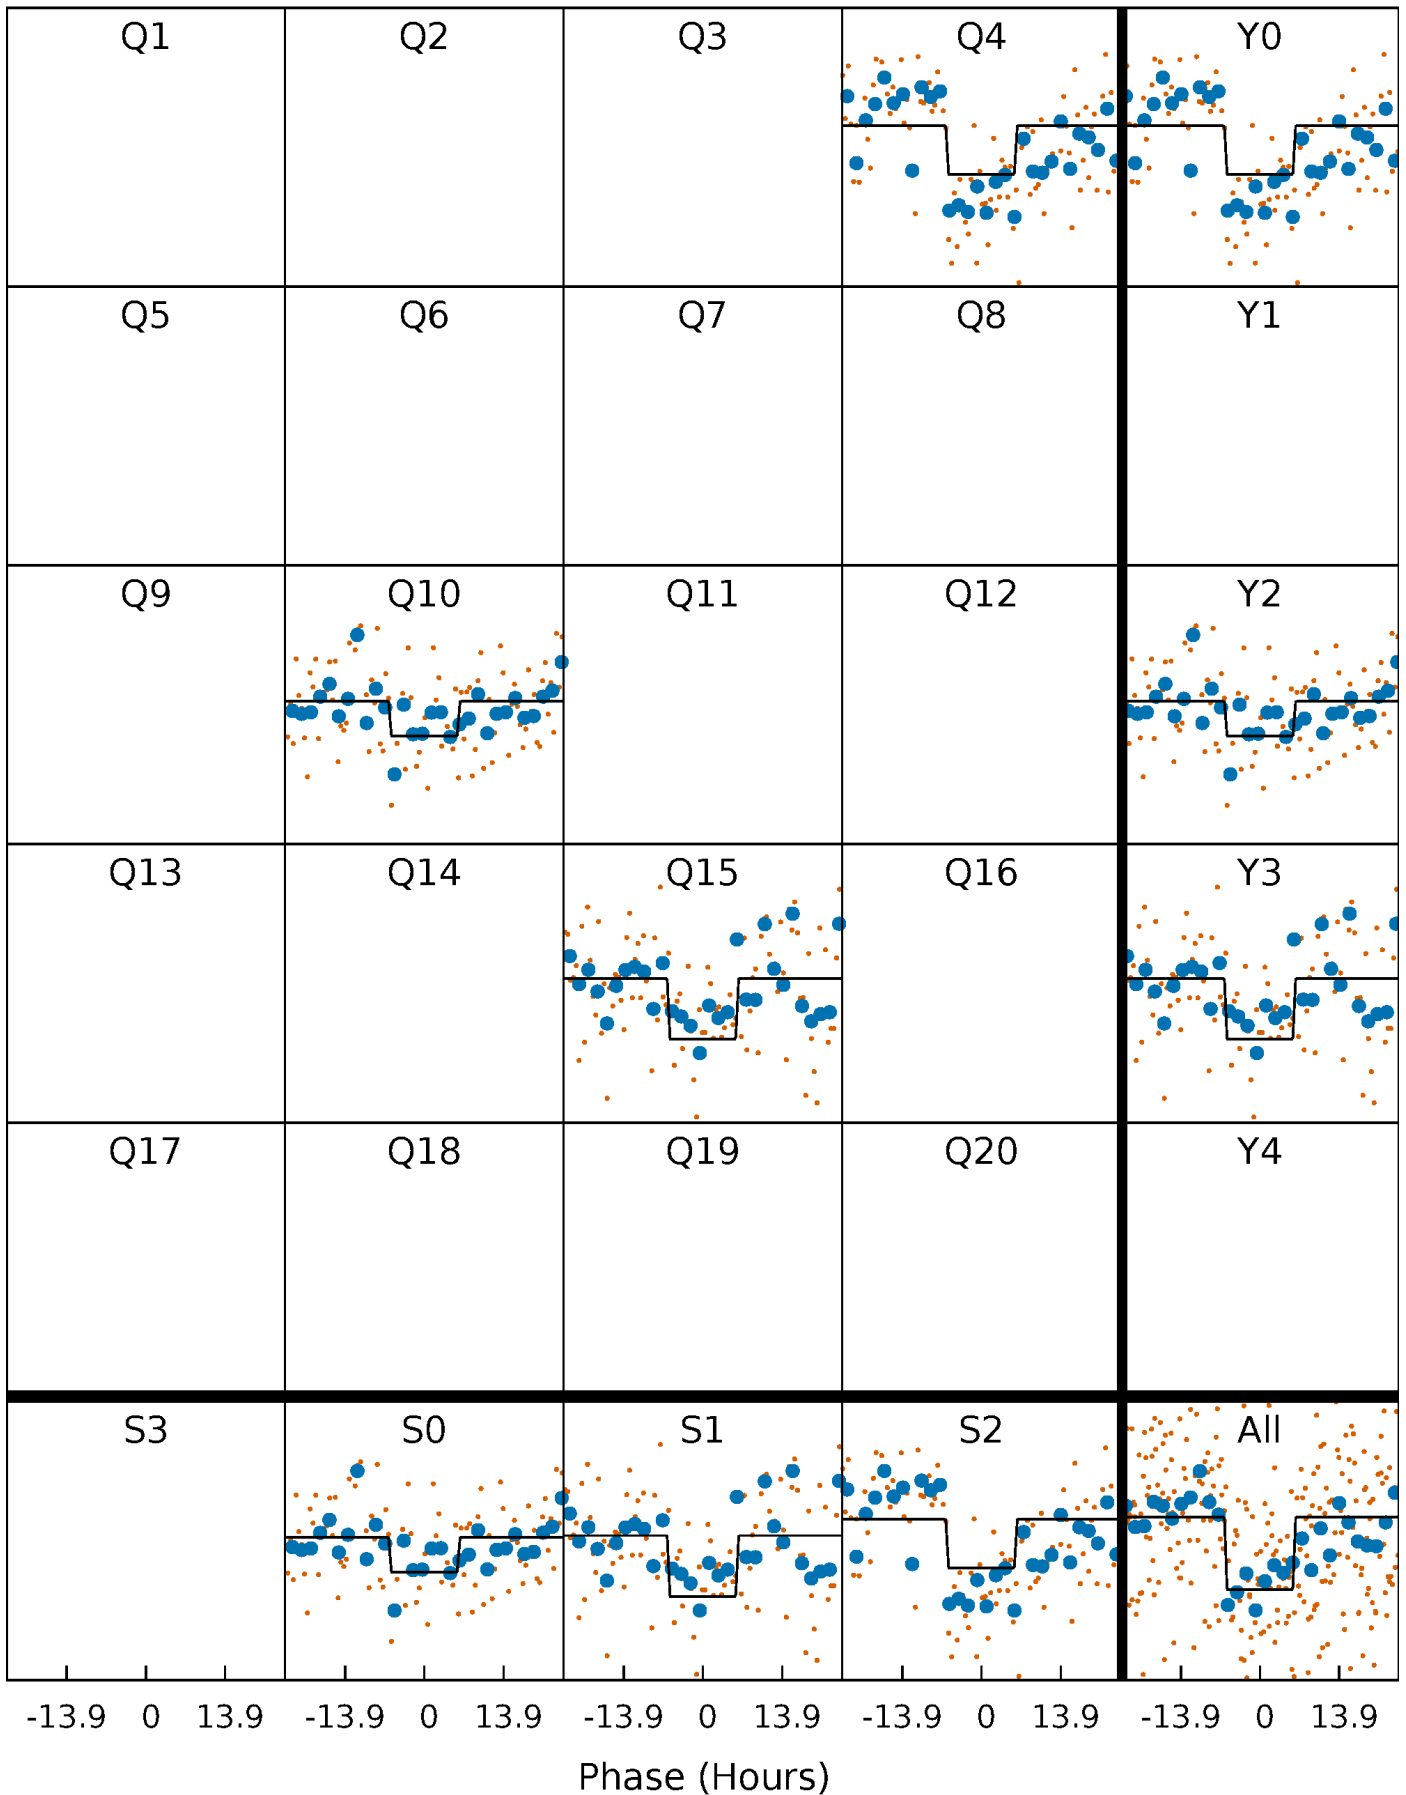 Q1 Q2 Q3 Q4 Y0
Q5 Q6 Q7 Q8 Y1
Q9 Q10 Q11 Q12 Y2
Q13 Q14 Q15 Q16 Y3
Q17 Q18 Q19 Q20 Y4
S3 S0 S1 S2 All
-13.9 0 13.9 -13.9 0 13.9 -13.9 0 13.9 -13.9 0 13.9 -13.9 0 13.9
Phase (Hours)